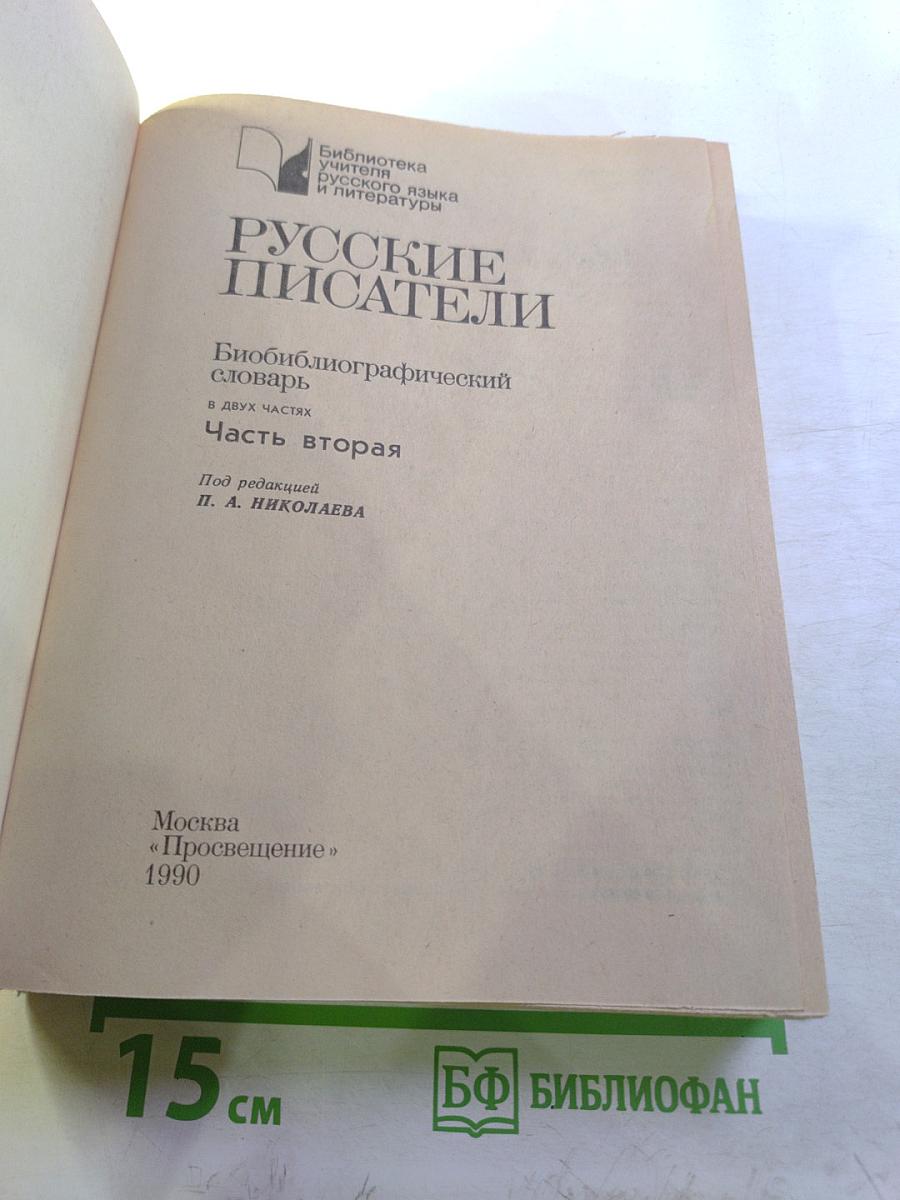 Библиотека
учителя
русского языка
и литературы
РУССКИЕ
ПИСАТЕЛИ
Биобиблиографический
словарь
В ДВУХ ЧАСТЯХ
Часть вторая
Под редакцией
П. А. НИКОЛАЕВА
Москва
«Просвещение»
1990
15 см
БФ БИБЛИОФАН